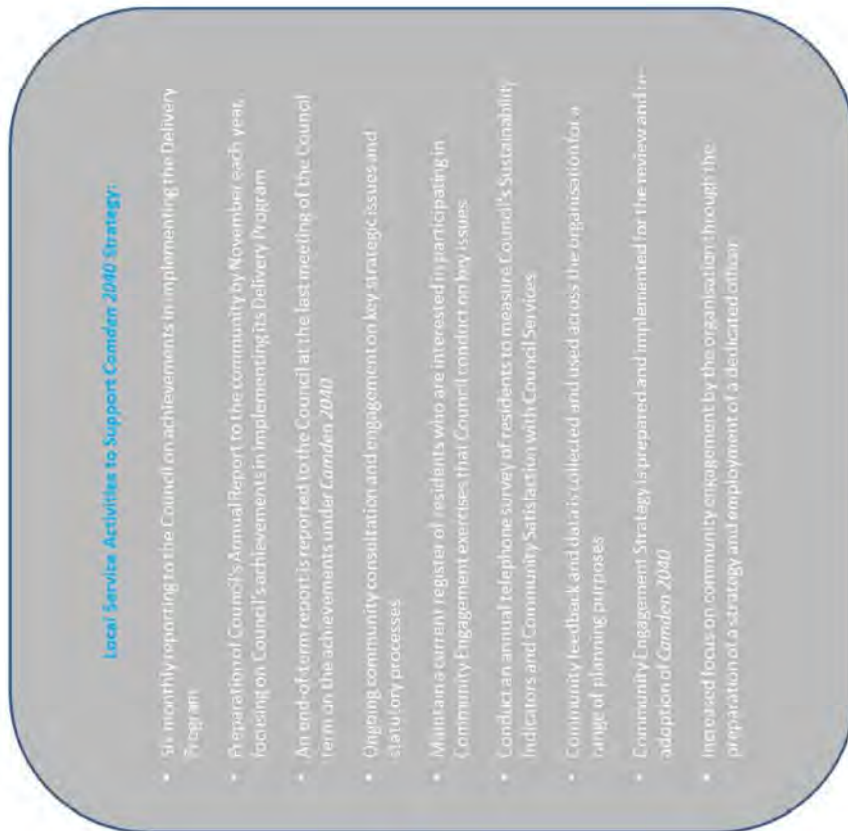 Local Service Activities to Support Camden 2040 Strategy:
• Six monthly reporting to the Council on achievements in implementing the Delivery
Program
• Preparation of Council's Annual Report to the community by November each year,
focusing on Council's achievements in implementing its Delivery Program
• An end-of-term report is reported to the Council at the last meeting of the Council
Term on the achievements under Camden 2040
• Ongoing community consultation and engagement on key strategic issues and
statutory processes
• Maintain a current register of residents who are interested in participating in
Community Engagement exercises that Council conduct on key issues
• Conduct an annual telephone survey of residents to measure Council's Sustainability
Indicators and Community Satisfaction with Council Services
• Community feedback and data is collected and used across the organisation for a
range of planning purposes
• Community Engagement Strategy is prepared and implemented for the review and re-
adoption of Camden 2040
• Increased focus on community engagement by the organisation through the
preparation of a strategy and employment of a dedicated officer